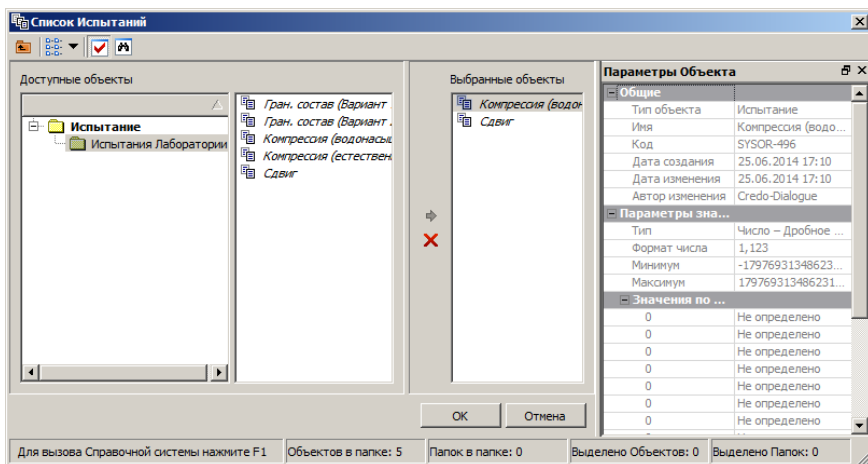 Список Испытаний
Доступные объекты
Испытание
Испытания Лаборатории
Гран. состав (Вариант
Гран. состав (Вариант
Компрессия (водонасыщ
Компрессия (естествен
Сдвиг
Выбранные объекты
Компрессия (водон
Сдвиг
Параметры Объекта
Общие
Тип объекта Испытание
Имя Компрессия (водо...
Код SYSOR-496
Дата создания 25.06.2014 17:10
Дата изменения 25.06.2014 17:10
Автор изменения Credo-Dialogue
Параметры зна...
Тип Число – Дробное ...
Формат числа 1,123
Минимум -17976931348623...
Максимум 179769313486231...
Значения по ...
0 Не определено
0 Не определено
0 Не определено
0 Не определено
0 Не определено
0 Не определено
0 Не определено
OK Отмена
Для вызова Справочной системы нажмите F1 Объектов в папке: 5 Папок в папке: 0 Выделено Объектов: 0 Выделено Папок: 0